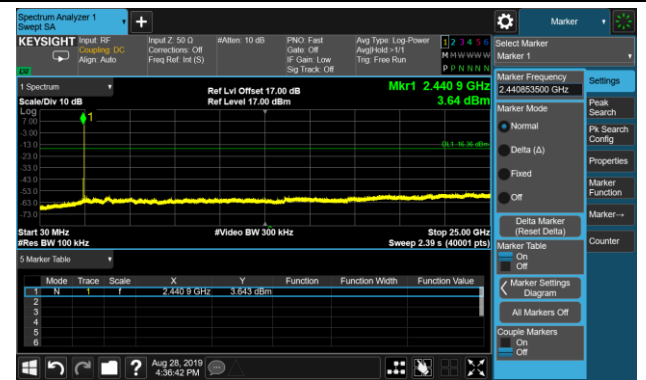 Spectrum Analyzer 1
Swept SA
Marker
KEYSIGHT
Input: RF
Coupling: DC
Align: Auto
Input Z: 50 Ω
Corrections: Off
Freq Ref: Int (S)
#Atten: 10 dB
PNO: Fast
Gate: Off
IF Gain: Low
Sig Track: Off
Avg Type: Log-Power
Avg|Hold:>1/1
Trig: Free Run
1 2 3 4 5 6
M M W W W W
P P N N N N
Select Marker
Marker 1
1 Spectrum
Scale/Div 10 dB
Log
Ref Lvl Offset 17.00 dB
Ref Level 17.00 dBm
Mkr1 2.440 9 GHz
3.64 dBm
1
7.00
-3.00
-13.0
-23.0
-33.0
-43.0
-53.0
-63.0
-73.0
DL1 -16.36 dBm
Start 30 MHz
#Res BW 100 kHz
#Video BW 300 kHz
Stop 25.00 GHz
Sweep 2.39 s (40001 pts)
5 Marker Table
Mode Trace Scale X Y Function Function Width Function Value
1 N 1 f 2.440 9 GHz 3.643 dBm
2
3
4
5
6
Marker Frequency
2.440853500 GHz
Marker Mode
Normal
Delta (Δ)
Fixed
Off
Delta Marker
(Reset Delta)
Marker Table
On
Off
Marker Settings
Diagram
All Markers Off
Couple Markers
On
Off
Settings
Peak
Search
Pk Search
Config
Properties
Marker
Function
Marker→
Counter
?
Aug 28, 2019
4:36:42 PM